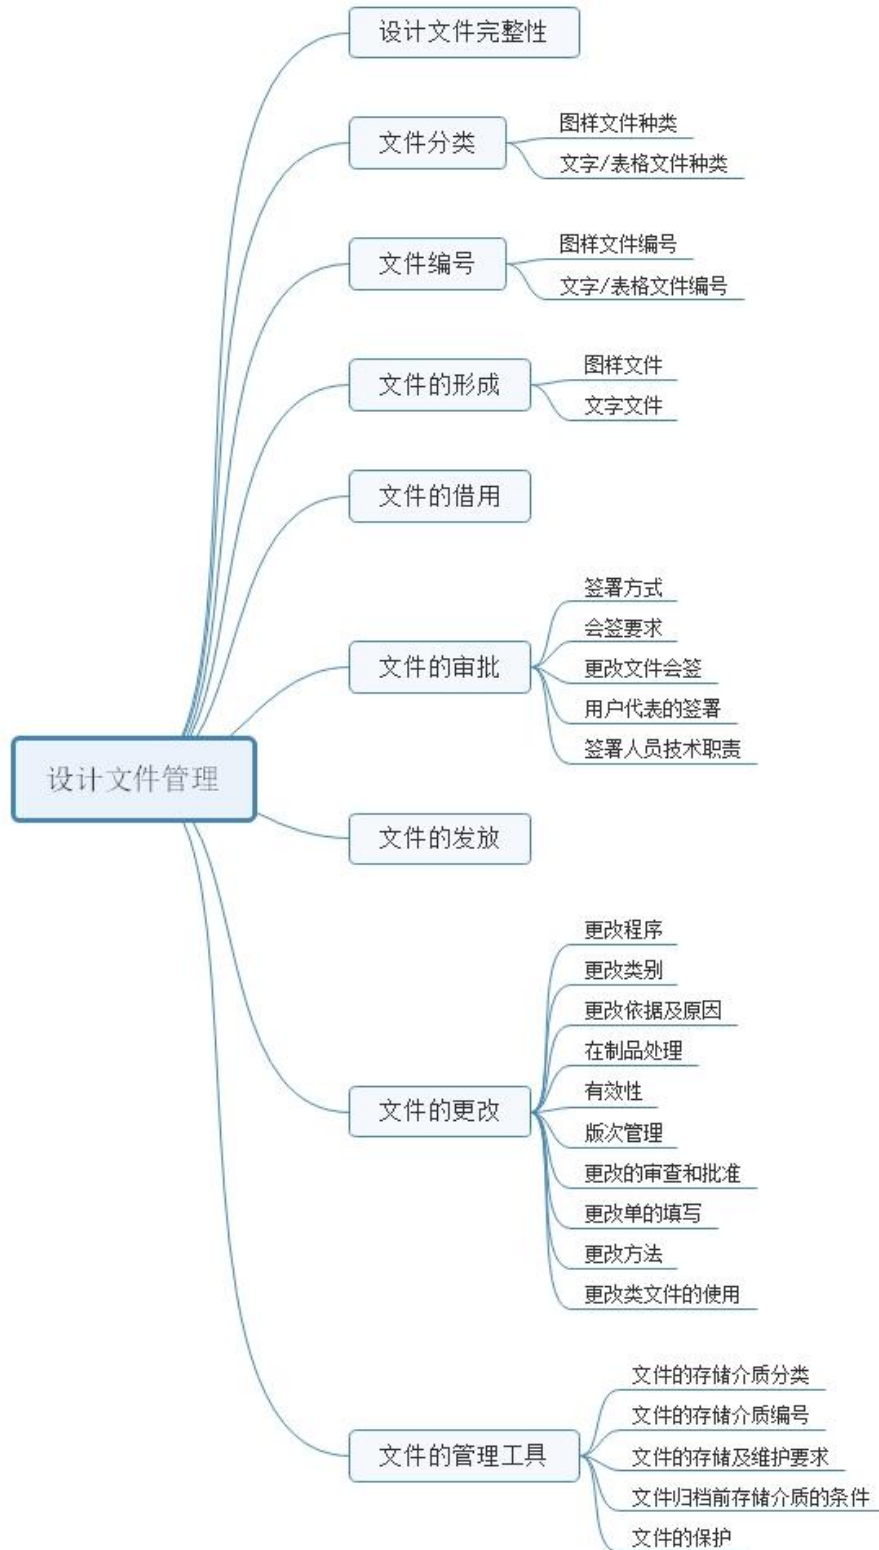 设计文件管理
设计文件完整性
文件分类
图样文件种类
文字/表格文件种类
文件编号
图样文件编号
文字/表格文件编号
文件的形成
图样文件
文字文件
文件的借用
文件的审批
签署方式
会签要求
更改文件会签
用户代表的签署
签署人员技术职责
文件的发放
文件的更改
更改程序
更改类别
更改依据及原因
在制品处理
有效性
版次管理
更改的审查和批准
更改单的填写
更改方法
更改类文件的使用
文件的管理工具
文件的存储介质分类
文件的存储介质编号
文件的存储及维护要求
文件归档前存储介质的条件
文件的保护